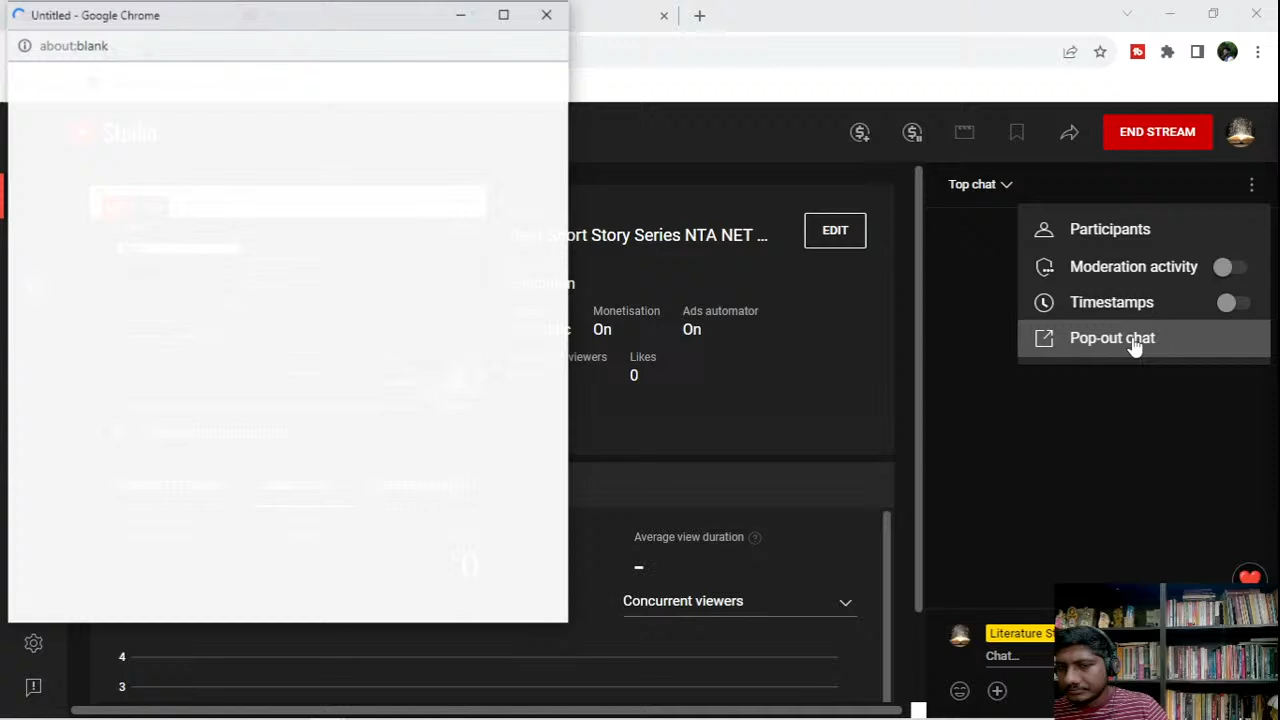 Untitled - Google Chrome
about:blank
Studio
END STREAM
Top chat
Short Story Series NTA NET ...
EDIT
Participants
Moderation activity
Timestamps
Pop-out chat
Monetisation
Ads automator
On
On
viewers
Likes
0
Average view duration
–
Concurrent viewers
0
4
3
Literature
Chat...